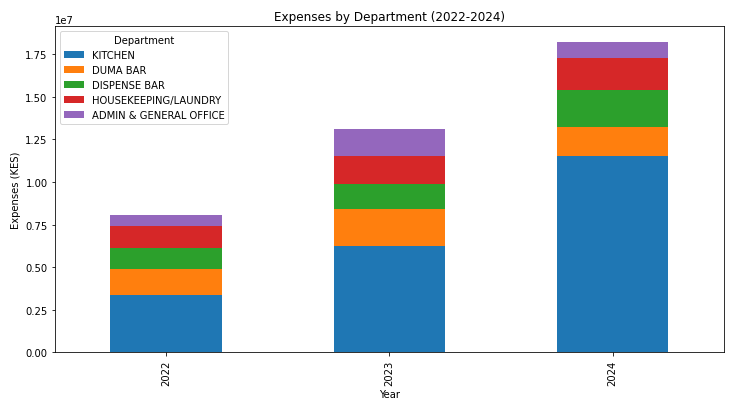 Expenses by Department (2022-2024)
1e7
Department
KITCHEN
DUMA BAR
DISPENSE BAR
HOUSEKEEPING/LAUNDRY
ADMIN & GENERAL OFFICE
Expenses (KES)
1.75
1.50
1.25
1.00
0.75
0.50
0.25
0.00
2022
2023
2024
Year